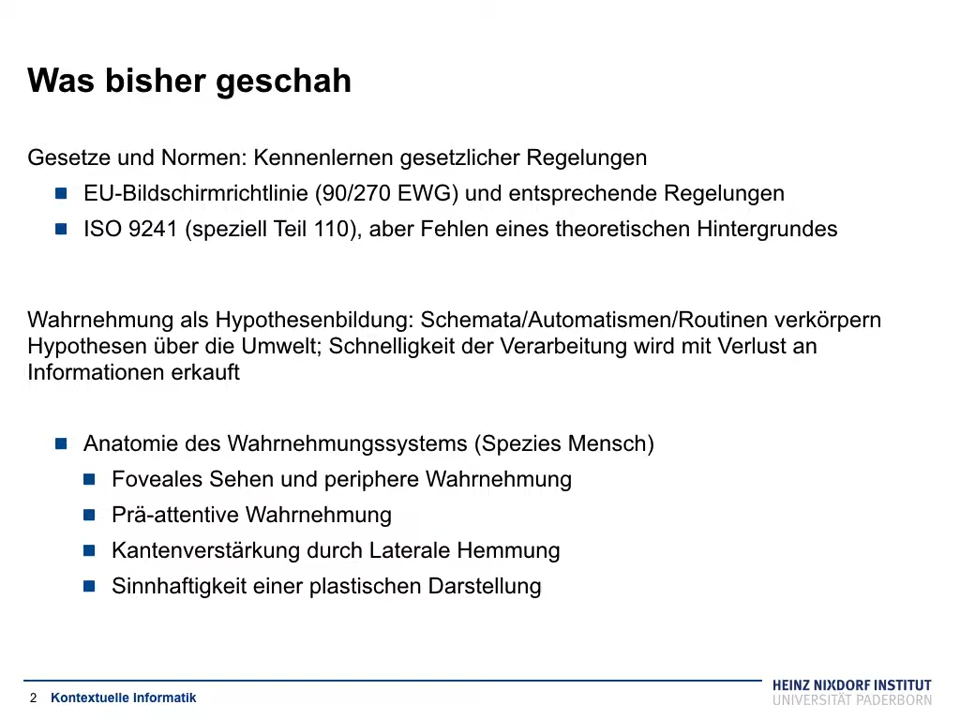 Was bisher geschah
Gesetze und Normen: Kennenlernen gesetzlicher Regelungen
EU-Bildschirmrichtlinie (90/270 EWG) und entsprechende Regelungen
ISO 9241 (speziell Teil 110), aber Fehlen eines theoretischen Hintergrundes
Wahrnehmung als Hypothesenbildung: Schemata/Automatismen/Routinen verkörpern
Hypothesen über die Umwelt; Schnelligkeit der Verarbeitung wird mit Verlust an
Informationen erkauft
Anatomie des Wahrnehmungssystems (Spezies Mensch)
Foveales Sehen und periphere Wahrnehmung
Prä-attentive Wahrnehmung
Kantenverstärkung durch Laterale Hemmung
Sinnhaftigkeit einer plastischen Darstellung
2 Kontextuelle Informatik
HEINZ NIXDORF INSTITUT
UNIVERSITÄT PADERBORN